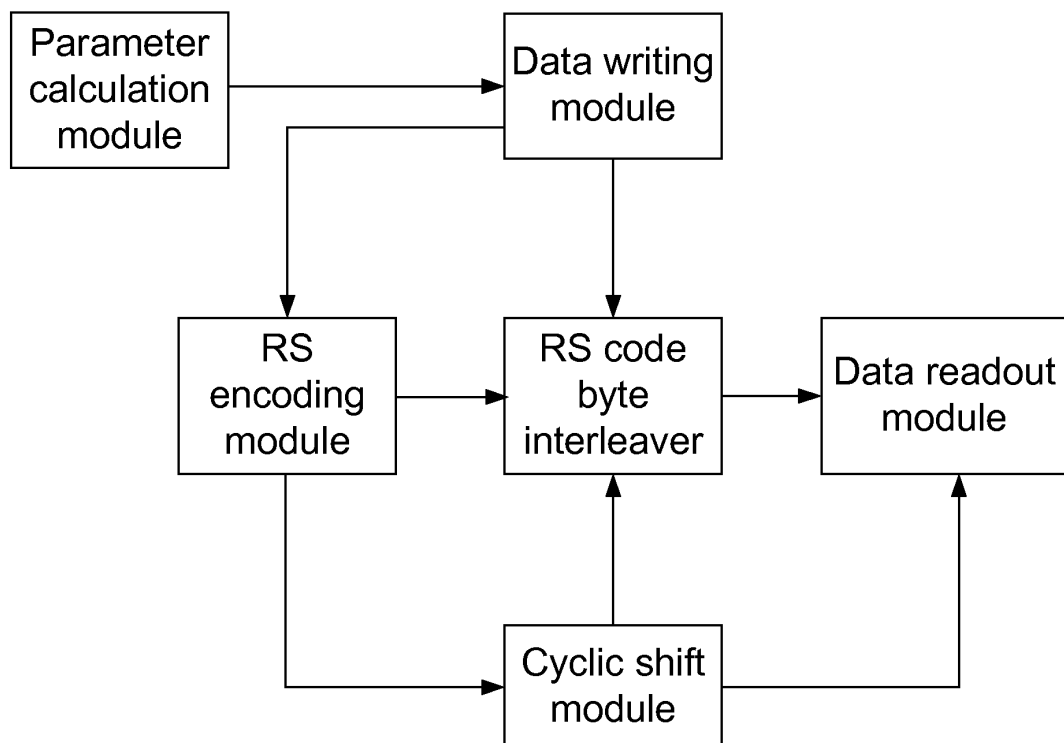 Parameter
calculation
module
Data writing
module
RS
encoding
module
RS code
byte
interleaver
Data readout
module
Cyclic shift
module